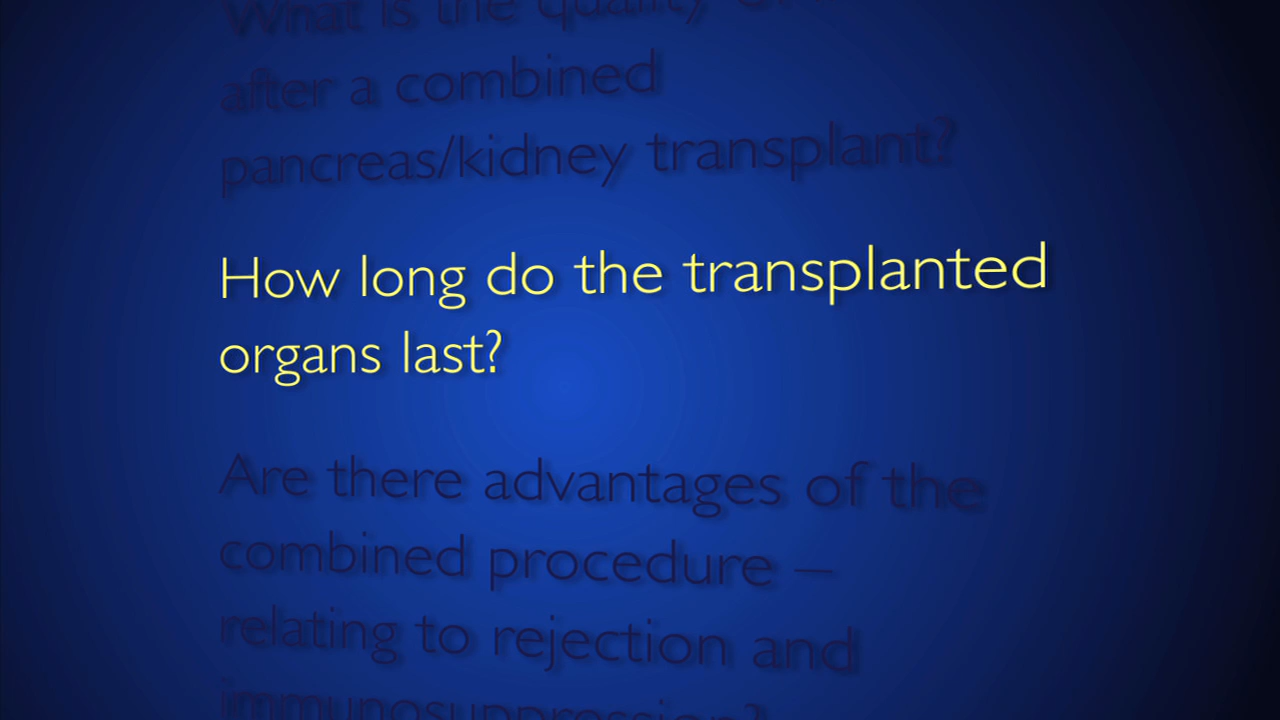 What is the quality
after a combined
pancreas/kidney transplant?
How long do the transplanted
organs last?
Are there advantages of the
combined procedure –
relating to rejection and
immunosuppression?